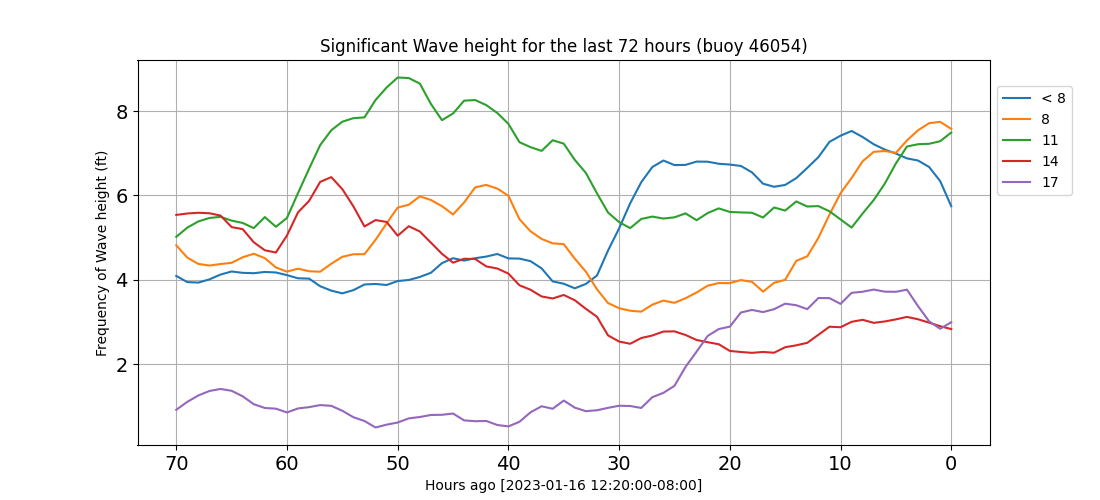 Significant Wave height for the last 72 hours (buoy 46054)
Frequency of Wave height (ft)
8
6
4
2
70 60 50 40 30 20 10 0
Hours ago [2023-01-16 12:20:00-08:00]
< 8
8
11
14
17